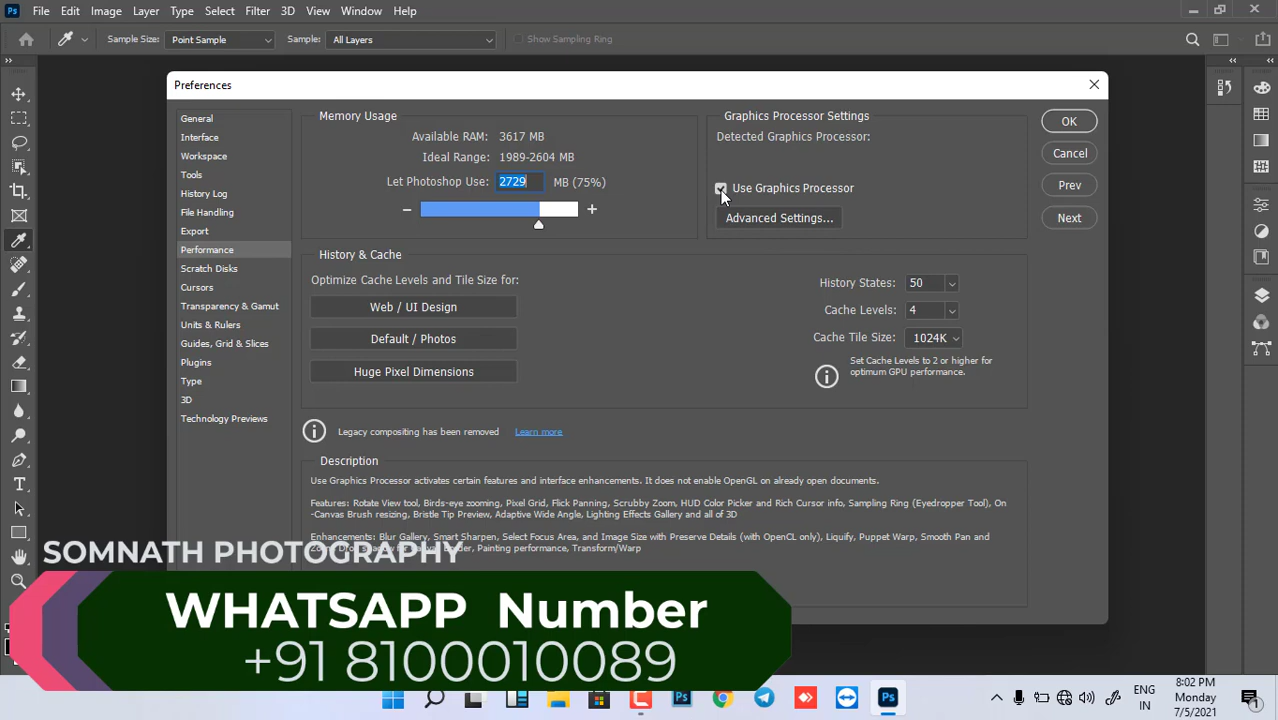 Ps File Edit Image Layer Type Select Filter 3D View Window Help
Sample Size: Point Sample Sample: All Layers Show Sampling Ring
Preferences
General
Interface
Workspace
Tools
History Log
File Handling
Export
Performance
Scratch Disks
Cursors
Transparency & Gamut
Units & Rulers
Guides, Grid & Slices
Plugins
Type
3D
Technology Previews
Memory Usage
Available RAM: 3617 MB
Ideal Range: 1989-2604 MB
Let Photoshop Use: 2729 MB (75%)
Graphics Processor Settings
Detected Graphics Processor:
Use Graphics Processor
Advanced Settings...
OK
Cancel
Prev
Next
History & Cache
Optimize Cache Levels and Tile Size for:
Web / UI Design
Default / Photos
Huge Pixel Dimensions
History States: 50
Cache Levels: 4
Cache Tile Size: 1024K
Set Cache Levels to 2 or higher for
optimum GPU performance.
Legacy compositing has been removed Learn more
Description
Use Graphics Processor activates certain features and interface enhancements. It does not enable OpenGL on already open documents.
Features: Rotate View tool, Birds-eye zooming, Pixel Grid, Flick Panning, Scrubby Zoom, HUD Color Picker and Rich Cursor info, Sampling Ring (Eyedropper Tool), On
-Canvas Brush resizing, Bristle Tip Preview, Adaptive Wide Angle, Lighting Effects Gallery and all of 3D
Enhancements: Blur Gallery, Smart Sharpen, Select Focus Area, and Image Size with Preserve Details (with OpenCL only), Liquify, Puppet Warp, Smooth Pan and
Painting performance, Transform/Warp
SOMNATH PHOTOGRAPHY
WHATSAPP Number
+91 8100010089
Ps Ps
ENG
IN
8:02 PM
Monday
7/5/2021
1